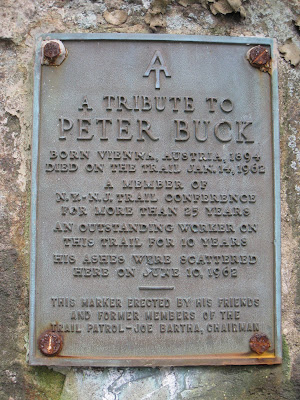 A TRIBUTE TO
PETER BUCK
BORN VIENNA, AUSTRIA, 1894
DIED ON THE TRAIL JAN. 14, 1962
A MEMBER OF
N.Y.-N.J. TRAIL CONFERENCE
FOR MORE THAN 25 YEARS
AN OUTSTANDING WORKER ON
THIS TRAIL FOR 10 YEARS
HIS ASHES WERE SCATTERED
HERE ON JUNE 10, 1962
THIS MARKER ERECTED BY HIS FRIENDS
AND FORMER MEMBERS OF THE
TRAIL PATROL-JOE BARTHA, CHAIRMAN